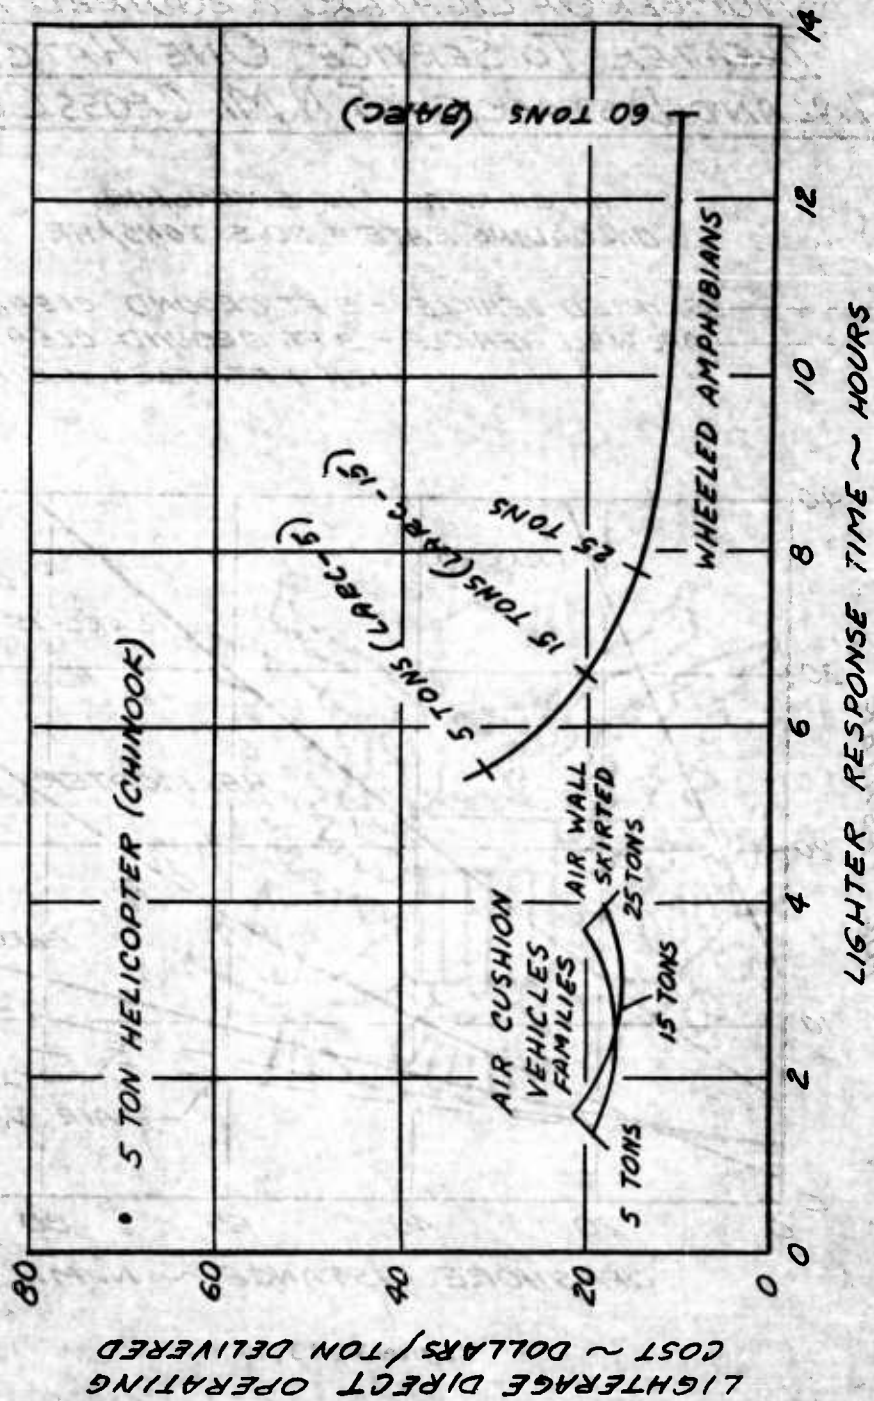 80
60
40
20
0
LIGHTERAGE DIRECT OPERATING
COST ~ DOLLARS/TON DELIVERED
• 5 TON HELICOPTER (CHINOOK)
AIR CUSHION
VEHICLES
FAMILIES
AIR WALL
SKIRTED
25 TONS
15 TONS
5 TONS
5 TONS (LARC-5)
15 TONS (LARC-15)
25 TONS
60 TONS (BARC)
WHEELED AMPHIBIANS
0
2
4
6
8
10
12
14
LIGHTER RESPONSE TIME ~ HOURS